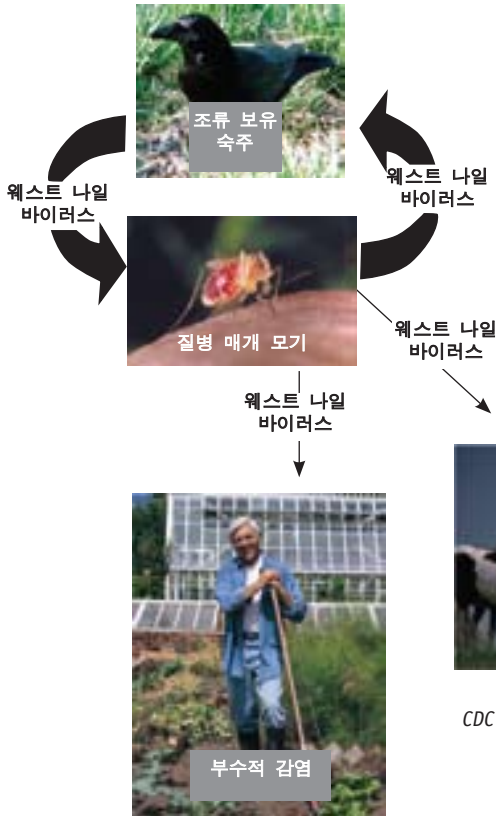 조류 보유
숙주
웨스트 나일
바이러스
웨스트 나일
바이러스
질병 매개 모기
웨스트 나일
바이러스
웨스트 나일
바이러스
부수적 감염
CDC